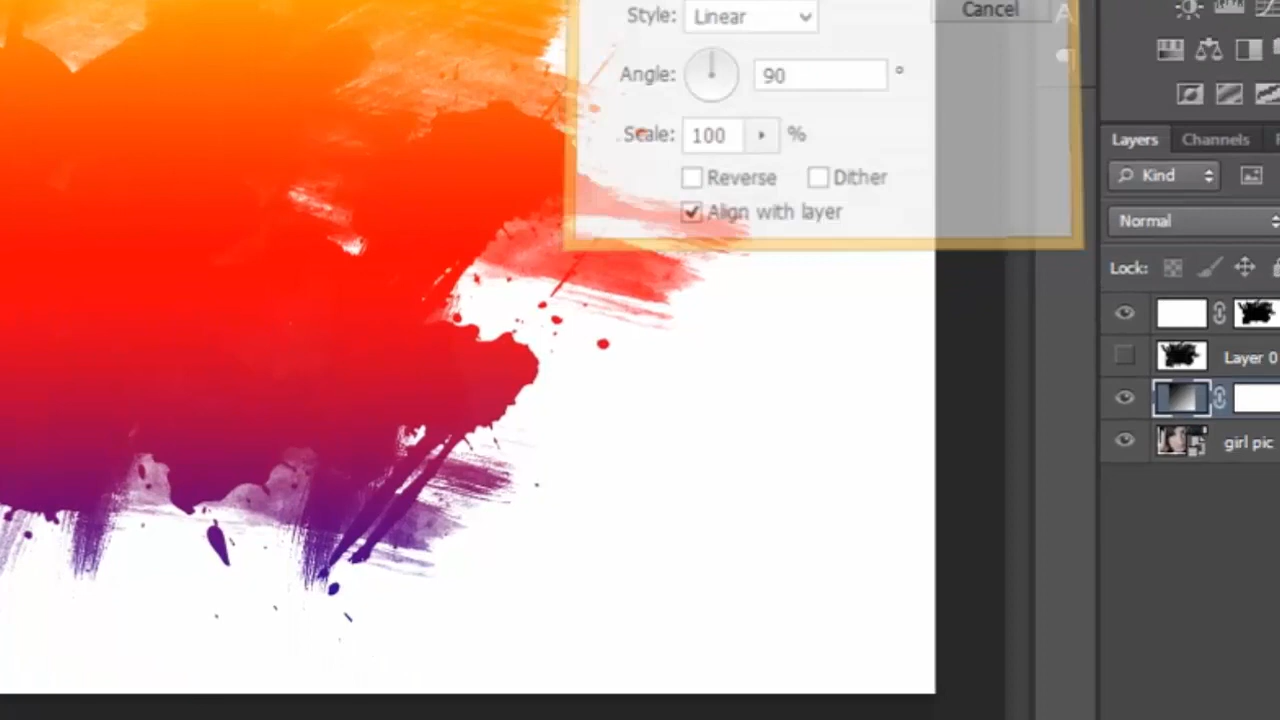 Style: Linear
Cancel
Angle: 90 °
Scale: 100 %
Reverse Dither
Align with layer
Layers Channels
Kind
Normal
Lock:
Layer 0
girl pic